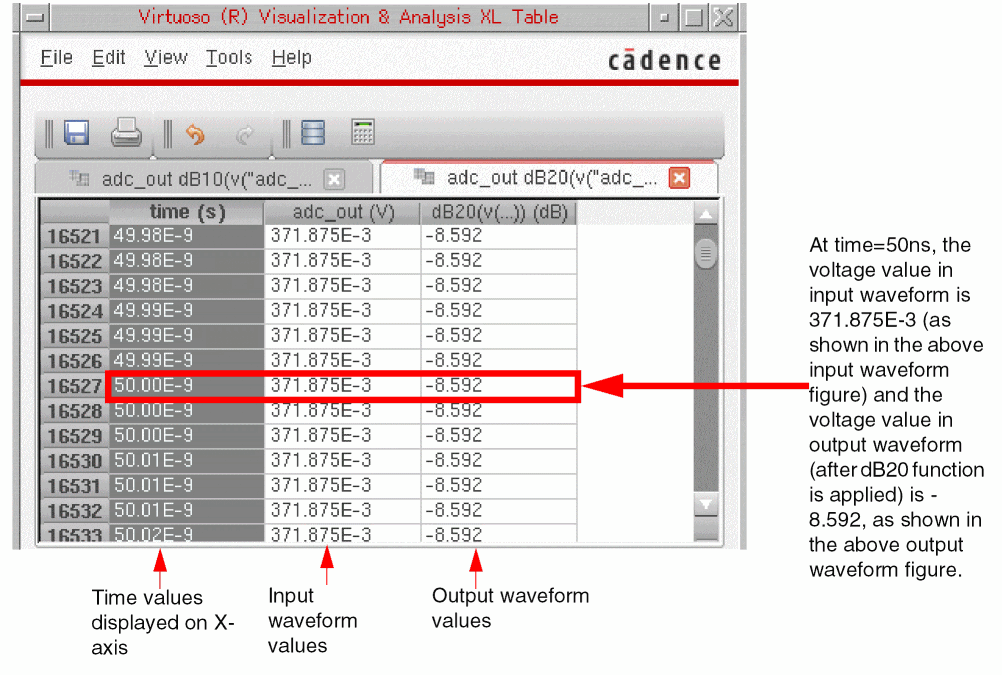 Virtuoso (R) Visualization & Analysis XL Table
File Edit View Tools Help
cādence
adc_out dB10(v("adc_...
adc_out dB20(v("adc_...
time (s) adc_out (V) dB20(v(...)) (dB)
16521 49.98E-9 371.875E-3 -8.592
16522 49.98E-9 371.875E-3 -8.592
16523 49.98E-9 371.875E-3 -8.592
16524 49.99E-9 371.875E-3 -8.592
16525 49.99E-9 371.875E-3 -8.592
16526 49.99E-9 371.875E-3 -8.592
16527 50.00E-9 371.875E-3 -8.592
16528 50.00E-9 371.875E-3 -8.592
16529 50.00E-9 371.875E-3 -8.592
16530 50.01E-9 371.875E-3 -8.592
16531 50.01E-9 371.875E-3 -8.592
16532 50.01E-9 371.875E-3 -8.592
16533 50.02E-9 371.875E-3 -8.592
At time=50ns, the
voltage value in
input waveform is
371.875E-3 (as
shown in the above
input waveform
figure) and the
voltage value in
output waveform
(after dB20 function
is applied) is -
8.592, as shown in
the above output
waveform figure.
Time values
displayed on X-
axis
Input
waveform
values
Output waveform
values